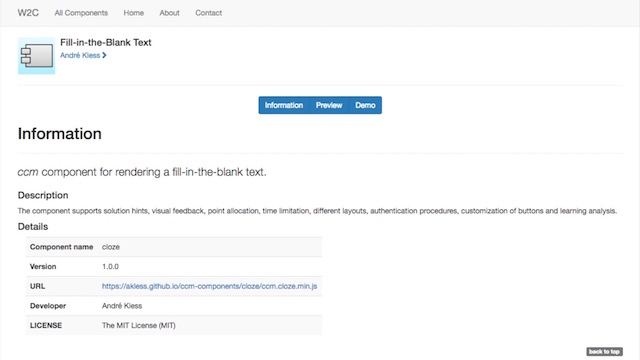 W2C All Components Home About Contact
Fill-in-the-Blank Text
André Kless
Information Preview Demo
Information
ccm component for rendering a fill-in-the-blank text.
Description
The component supports solution hints, visual feedback, point allocation, time limitation, different layouts, authentication procedures, customization of buttons and learning analysis.
Details
Component name cloze
Version 1.0.0
URL https://akless.github.io/ccm-components/cloze/ccm.cloze.min.js
Developer André Kless
LICENSE The MIT License (MIT)
back to top